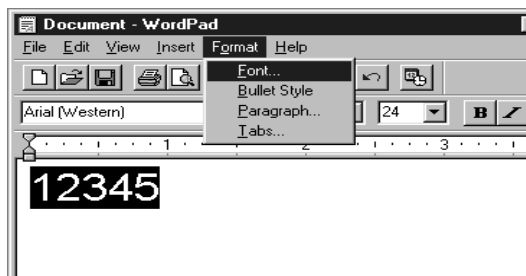 Document - WordPad
File Edit View Insert Format Help
Font...
Bullet Style
Paragraph...
Tabs...
Arial (Western) 24 B I
1 2 3
12345